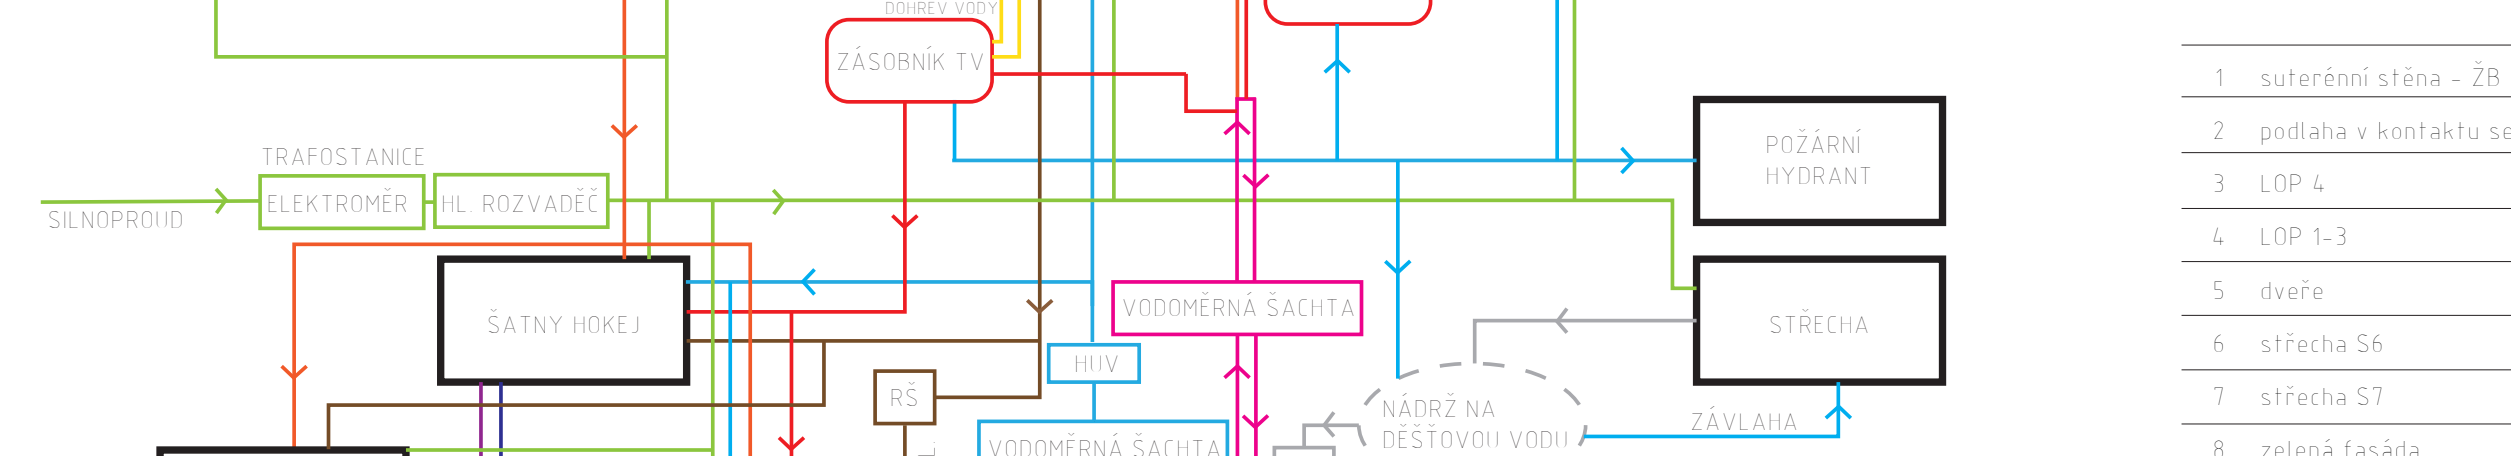 DOHREV VODY
ZÁSOBNÍK TV
TRAFOSTANICE
ELEKTROMĚR
HL. ROZVADĚČ
SILNOPROUD
ŠATNY HOKEJ
RŠ
HUV
VODOMĚRNÁ ŠACHTA
VODOMĚRNÁ ŠACHTA
POŽÁRNÍ
HYDRANT
STŘECHA
NÁDRŽ NA
DĚŠŤOVOU VODU
ZÁVLAHA
1 suterénní stěna - ŽB
2 podlaha v kontaktu se
3 LOP 4
4 LOP 1-3
5 dveře
6 střecha S6
7 střecha S7
8 zelená fasáda